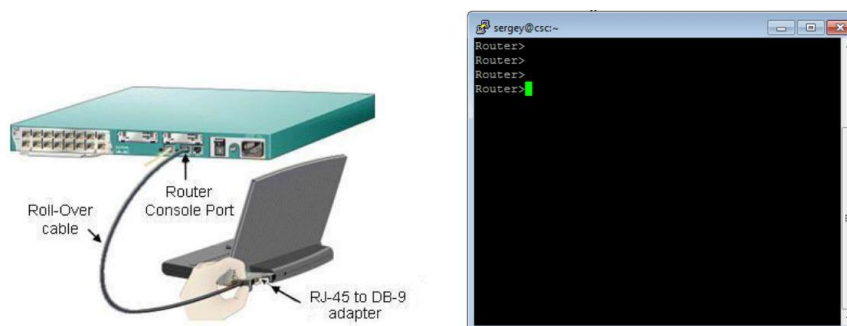 Router
Console Port
Roll-Over
cable
RJ-45 to DB-9
adapter
sergey@csc:~
Router>
Router>
Router>
Router>